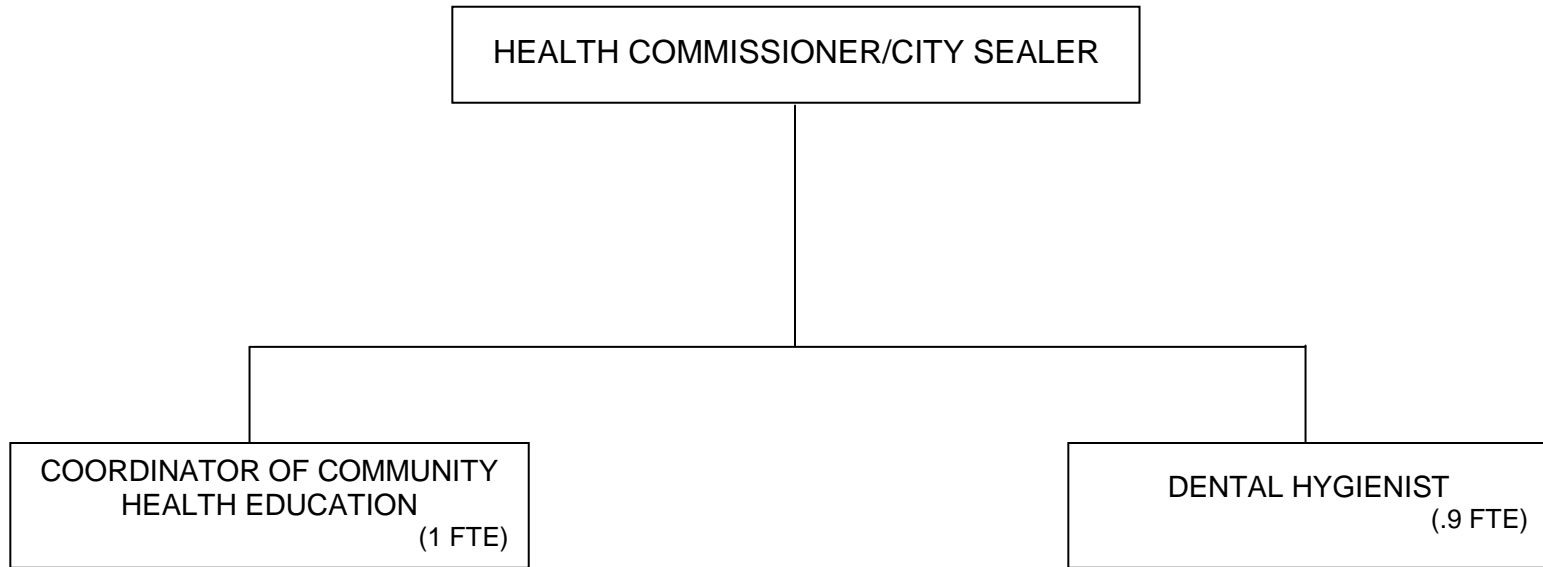 HEALTH COMMISSIONER/CITY SEALER
COORDINATOR OF COMMUNITY
HEALTH EDUCATION
(1 FTE)
DENTAL HYGIENIST
(.9 FTE)